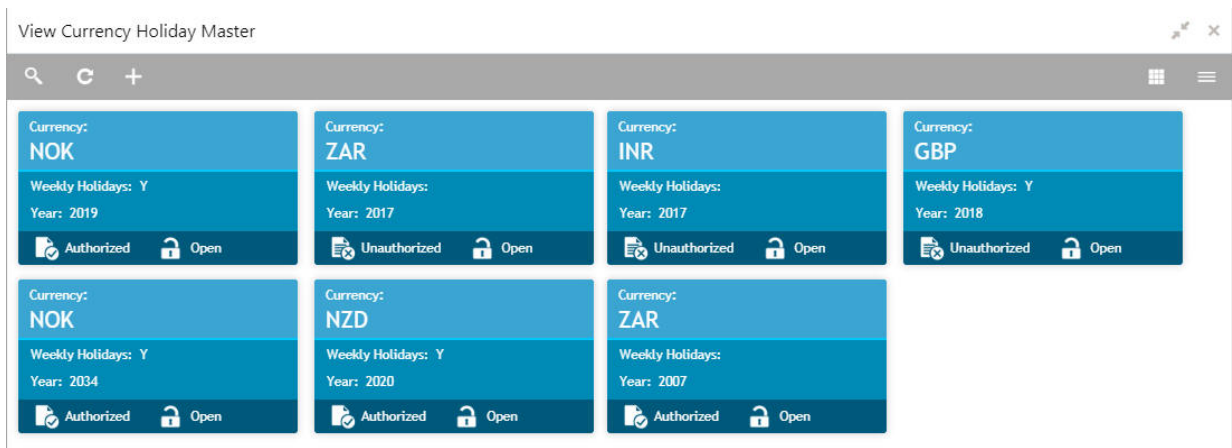 View Currency Holiday Master
Currency:
NOK
Weekly Holidays: Y
Year: 2019
Authorized Open
Currency:
ZAR
Weekly Holidays:
Year: 2017
Unauthorized Open
Currency:
INR
Weekly Holidays:
Year: 2017
Unauthorized Open
Currency:
GBP
Weekly Holidays: Y
Year: 2018
Unauthorized Open
Currency:
NOK
Weekly Holidays: Y
Year: 2034
Authorized Open
Currency:
NZD
Weekly Holidays: Y
Year: 2020
Authorized Open
Currency:
ZAR
Weekly Holidays:
Year: 2007
Authorized Open